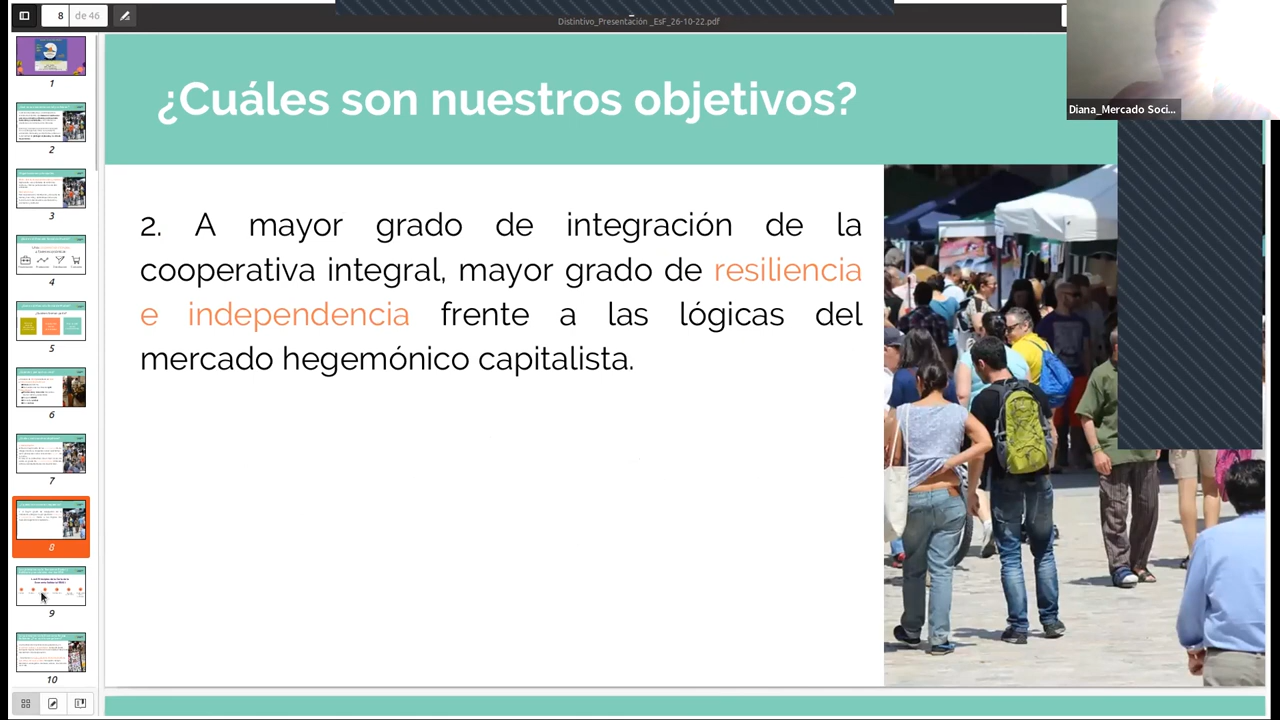 8 de 46
Distintivo_Presentación _EsF_26-10-22.pdf
Diana_Mercado Soci...
¿Cuáles son nuestros objetivos?
2. A mayor grado de integración de la
cooperativa integral, mayor grado de resiliencia
e independencia frente a las lógicas del
mercado hegemónico capitalista.
1
2
3
4
5
6
7
8
9
10